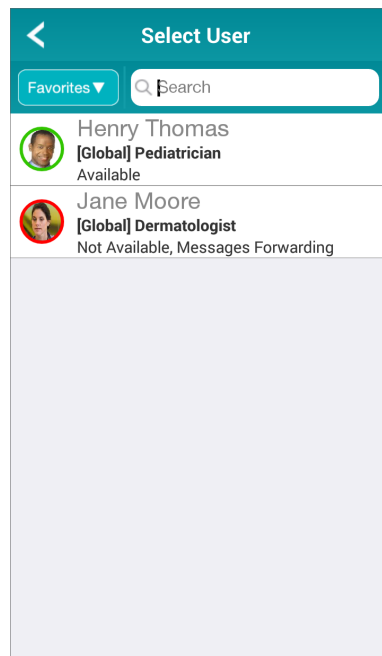 Select User
Favorites▼ Search
Henry Thomas
[Global] Pediatrician
Available
Jane Moore
[Global] Dermatologist
Not Available, Messages Forwarding